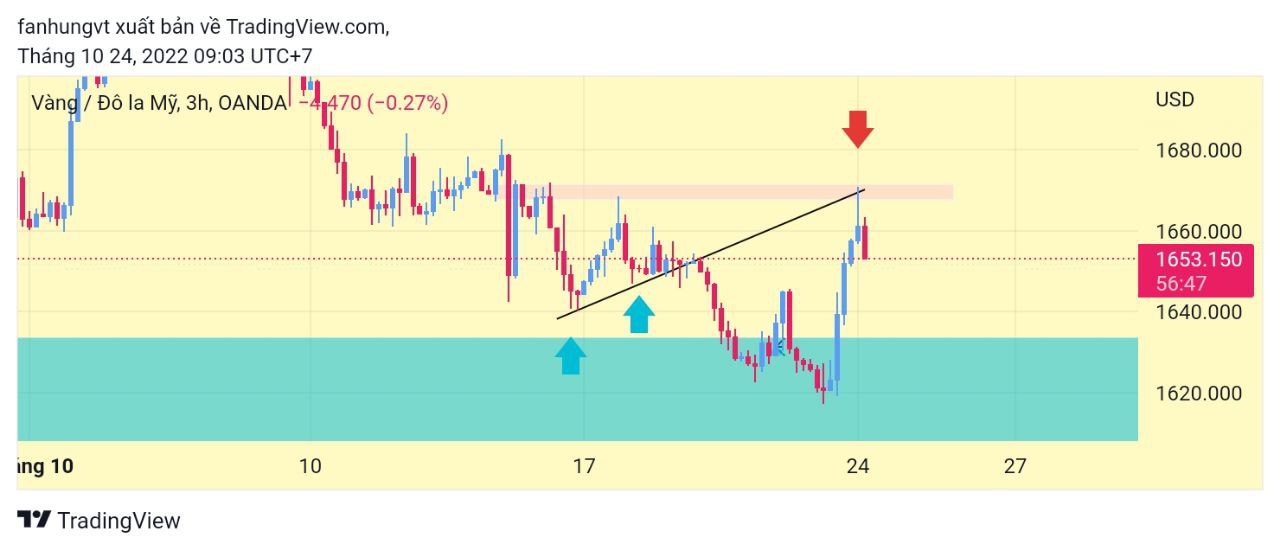 fanhungvt xuất bản về TradingView.com,
Tháng 10 24, 2022 09:03 UTC+7
Vàng / Đô la Mỹ, 3h, OANDA −4.470 (−0.27%)
USD
1680.000
1660.000
1653.150
56:47
1640.000
1620.000
áng 10 10 17 24 27
TradingView